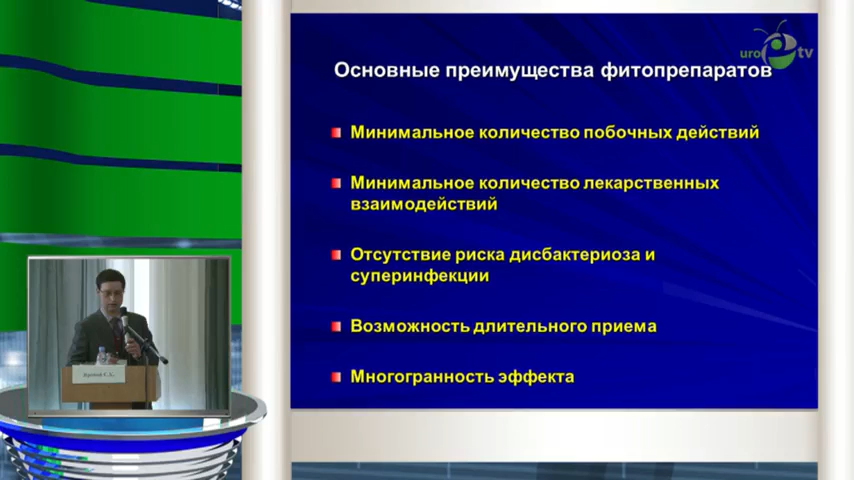 uro tv
Основные преимущества фитопрепаратов
Минимальное количество побочных действий
Минимальное количество лекарственных
взаимодействий
Отсутствие риска дисбактериоза и
суперинфекции
Возможность длительного приема
Многогранность эффекта